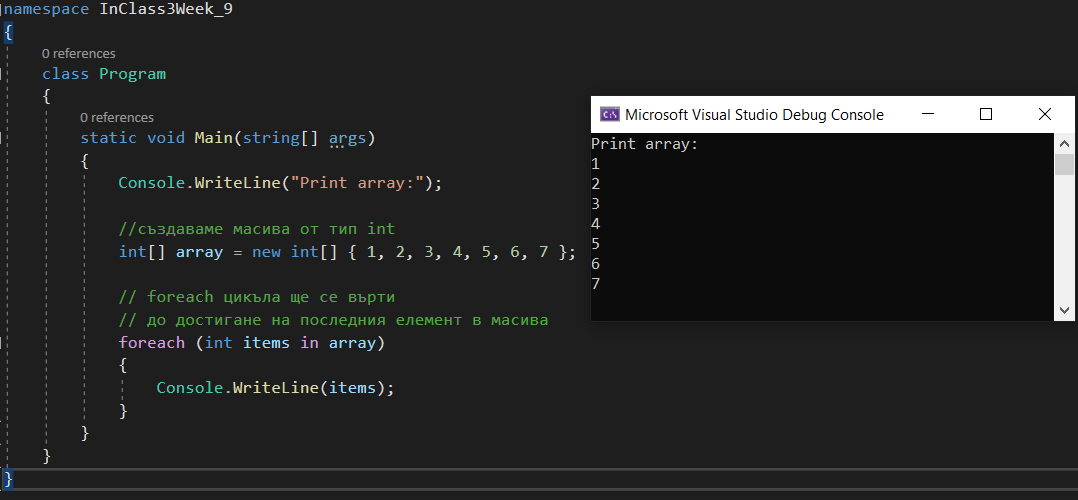 namespace InClass3Week_9
{
0 references
class Program
{
0 references
static void Main(string[] args)
{
Console.WriteLine("Print array:");
//създаваме масива от тип int
int[] array = new int[] { 1, 2, 3, 4, 5, 6, 7 };
// foreach цикъла ще се върти
// до достигане на последния елемент в масива
foreach (int items in array)
{
Console.WriteLine(items);
}
}
}
}
C:\
Microsoft Visual Studio Debug Console
Print array:
1
2
3
4
5
6
7